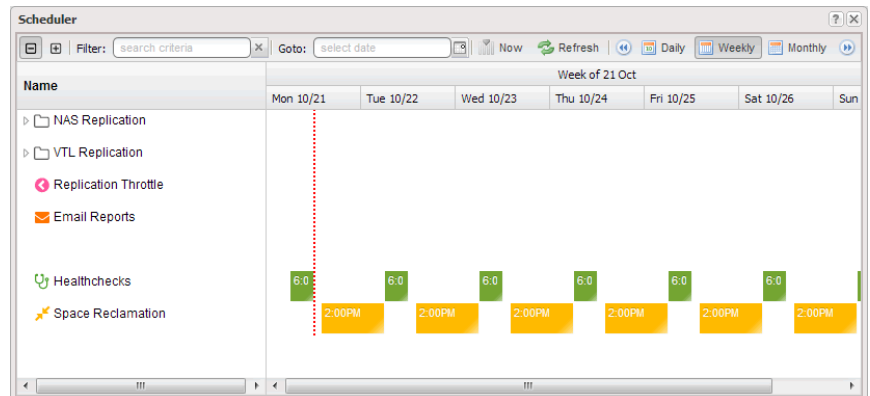 Scheduler
Filter: search criteria Goto: select date Now Refresh 10 Daily Weekly Monthly
Name
Week of 21 Oct
Mon 10/21 Tue 10/22 Wed 10/23 Thu 10/24 Fri 10/25 Sat 10/26 Sun
NAS Replication
VTL Replication
Replication Throttle
Email Reports
Healthchecks 6:0 6:0 6:0 6:0 6:0 6:0
Space Reclamation 2:00PM 2:00PM 2:00PM 2:00PM 2:00PM 2:00PM